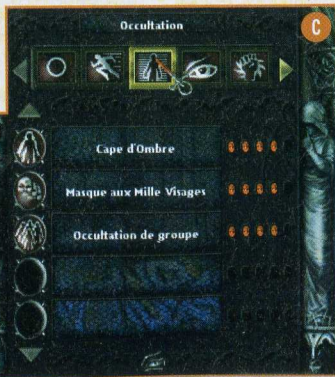 Occultation
C
Cape d'Ombre
Masque aux Mille Visages
Occultation de groupe